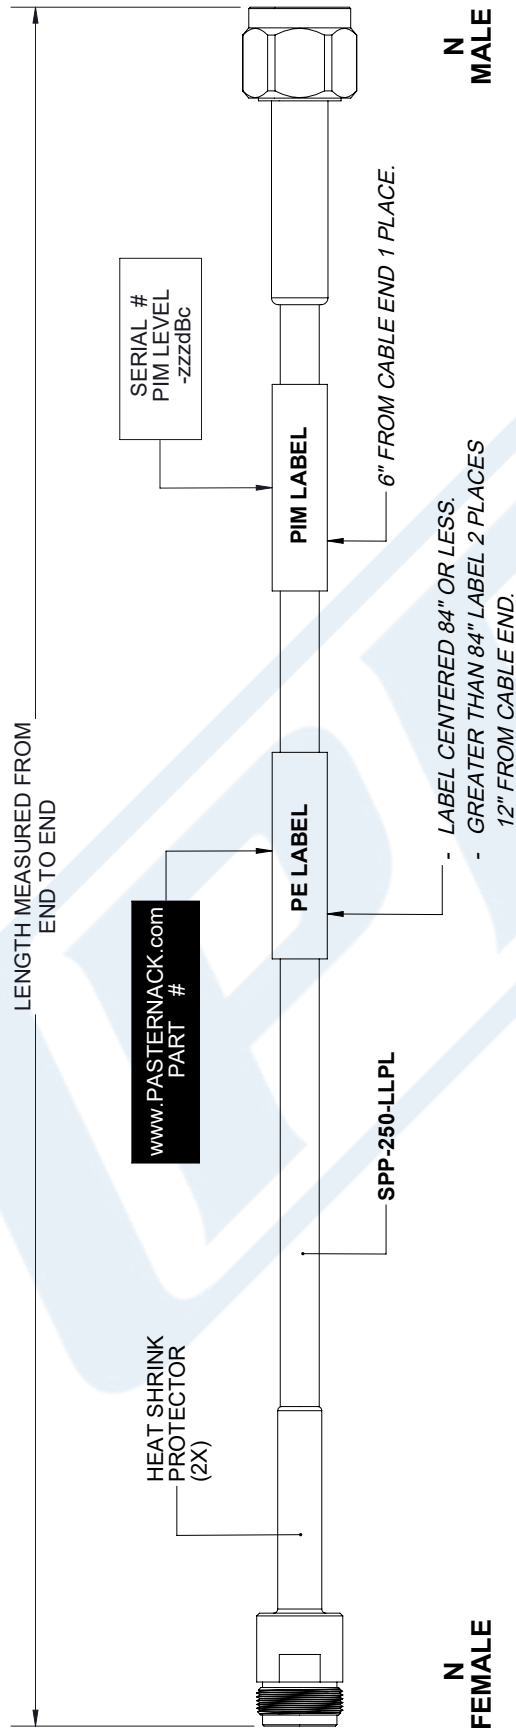 LENGTH MEASURED FROM
END TO END
HEAT SHRINK
PROTECTOR
(2X)
www.PASTERNACK.com
PART #
SERIAL #
PIM LEVEL
-zzzdBc
PE LABEL
PIM LABEL
SPP-250-LLPL
6" FROM CABLE END 1 PLACE.
- LABEL CENTERED 84" OR LESS.
- GREATER THAN 84" LABEL 2 PLACES
12" FROM CABLE END.
N
FEMALE
N
MALE